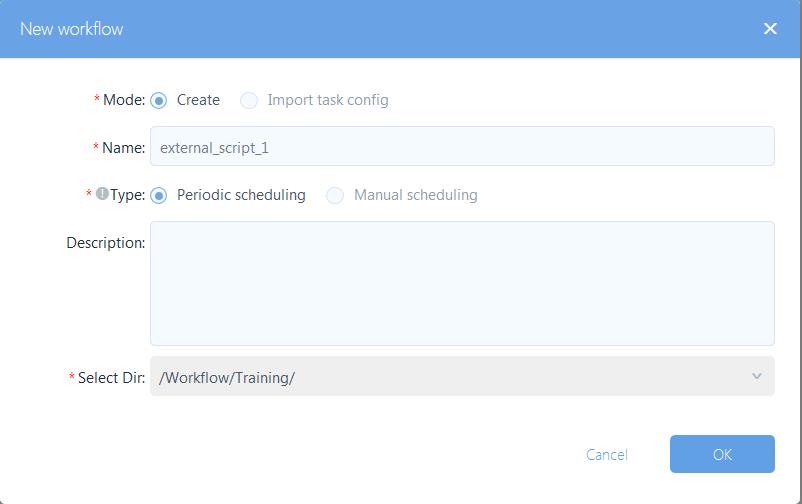 New workflow
* Mode: Create Import task config
* Name: external_script_1
* Type: Periodic scheduling Manual scheduling
Description:
* Select Dir: /Workflow/Training/
Cancel OK